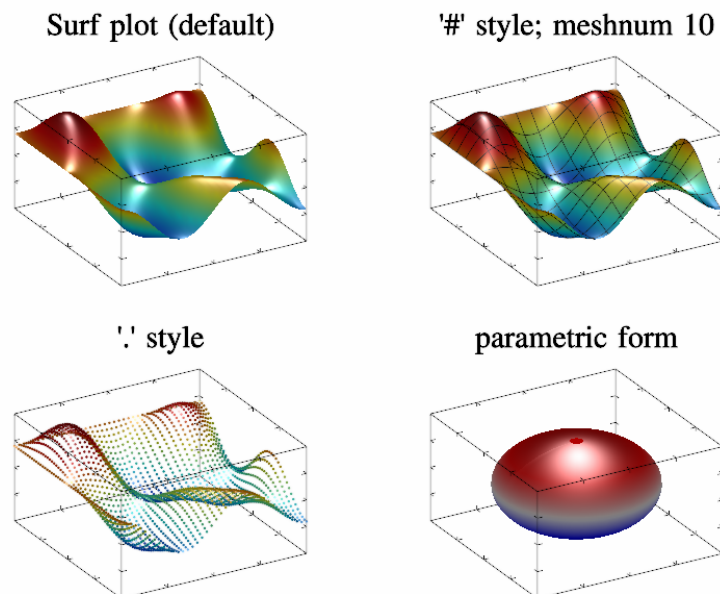 Surf plot (default)
'#' style; meshnum 10
'.' style
parametric form